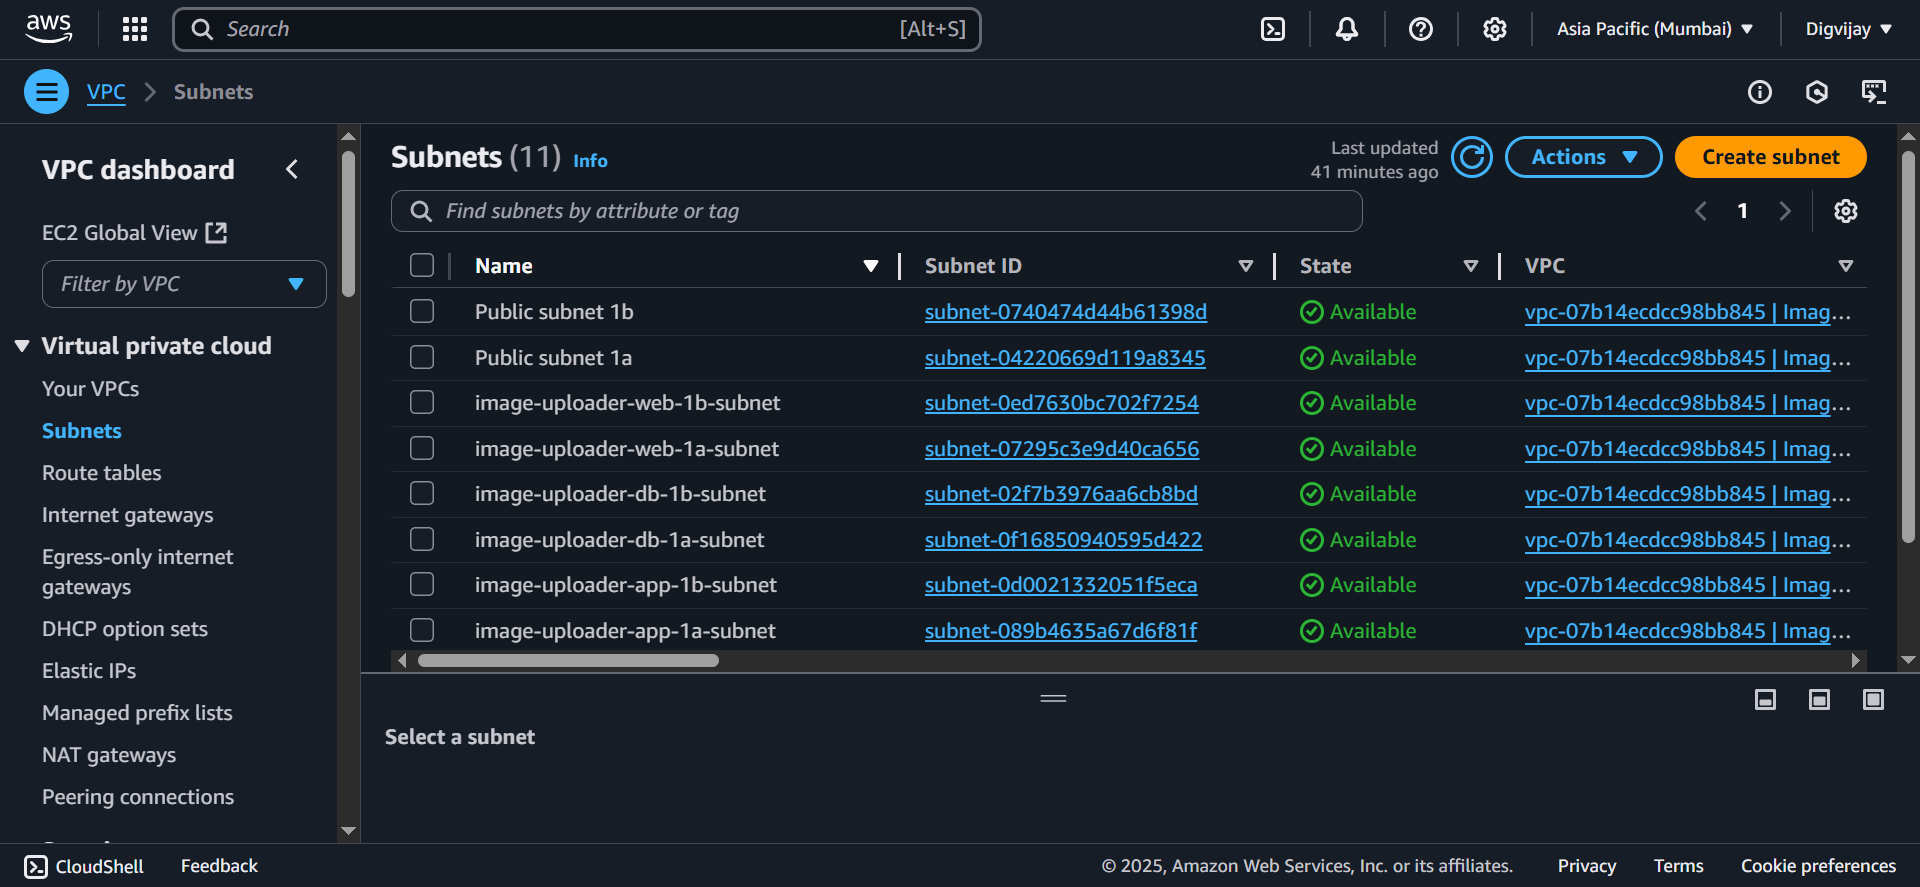 aws
Search [Alt+S]
Asia Pacific (Mumbai)
Digvijay
VPC
Subnets
VPC dashboard
EC2 Global View
Filter by VPC
Virtual private cloud
Your VPCs
Subnets
Route tables
Internet gateways
Egress-only internet
gateways
DHCP option sets
Elastic IPs
Managed prefix lists
NAT gateways
Peering connections
Subnets (11) Info
Last updated
41 minutes ago
Actions
Create subnet
Find subnets by attribute or tag
1
Name Subnet ID State VPC
Public subnet 1b subnet-0740474d44b61398d Available vpc-07b14ecdcc98bb845 | Imag...
Public subnet 1a subnet-04220669d119a8345 Available vpc-07b14ecdcc98bb845 | Imag...
image-uploader-web-1b-subnet subnet-0ed7630bc702f7254 Available vpc-07b14ecdcc98bb845 | Imag...
image-uploader-web-1a-subnet subnet-07295c3e9d40ca656 Available vpc-07b14ecdcc98bb845 | Imag...
image-uploader-db-1b-subnet subnet-02f7b3976aa6cb8bd Available vpc-07b14ecdcc98bb845 | Imag...
image-uploader-db-1a-subnet subnet-0f16850940595d422 Available vpc-07b14ecdcc98bb845 | Imag...
image-uploader-app-1b-subnet subnet-0d0021332051f5eca Available vpc-07b14ecdcc98bb845 | Imag...
image-uploader-app-1a-subnet subnet-089b4635a67d6f81f Available vpc-07b14ecdcc98bb845 | Imag...
Select a subnet
CloudShell
Feedback
© 2025, Amazon Web Services, Inc. or its affiliates.
Privacy
Terms
Cookie preferences